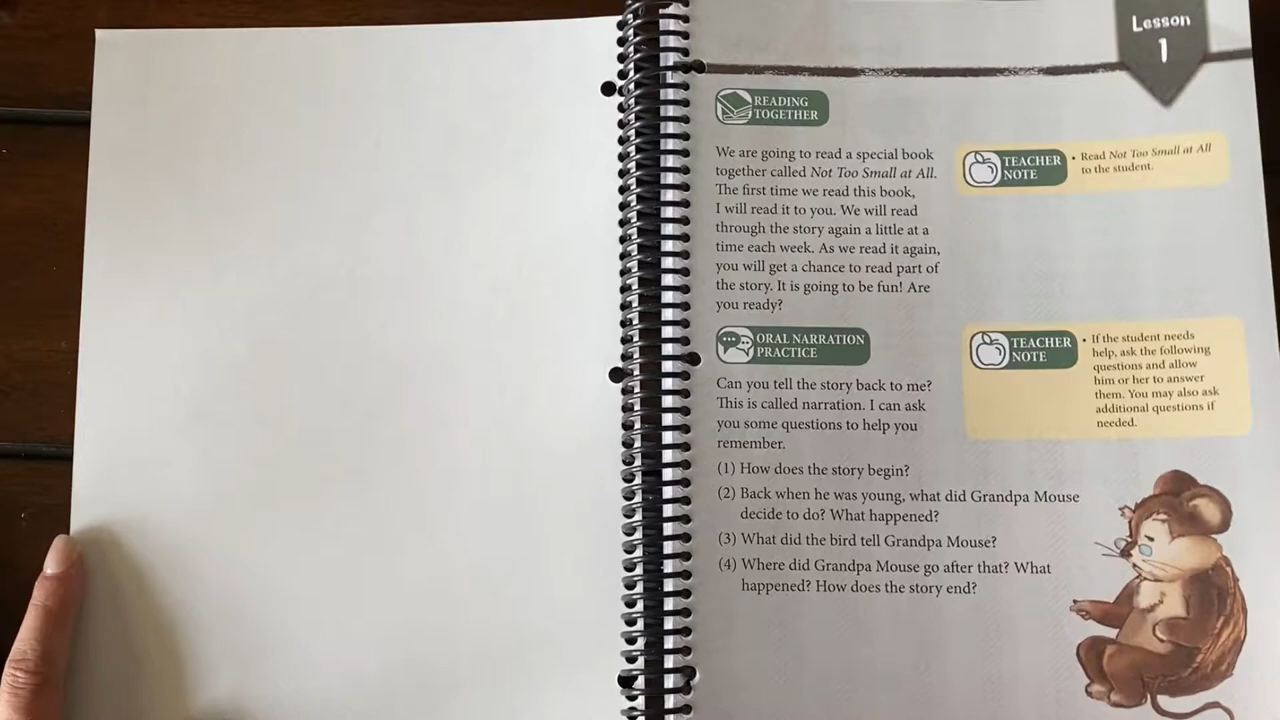 Lesson
1
READING
TOGETHER
We are going to read a special book
together called Not Too Small at All.
The first time we read this book,
I will read it to you. We will read
through the story again a little at a
time each week. As we read it again,
you will get a chance to read part of
the story. It is going to be fun! Are
you ready?
TEACHER
NOTE
• Read Not Too Small at All
to the student.
ORAL NARRATION
PRACTICE
Can you tell the story back to me?
This is called narration. I can ask
you some questions to help you
remember.
TEACHER
NOTE
• If the student needs
help, ask the following
questions and allow
him or her to answer
them. You may also ask
additional questions if
needed.
(1) How does the story begin?
(2) Back when he was young, what did Grandpa Mouse
decide to do? What happened?
(3) What did the bird tell Grandpa Mouse?
(4) Where did Grandpa Mouse go after that? What
happened? How does the story end?